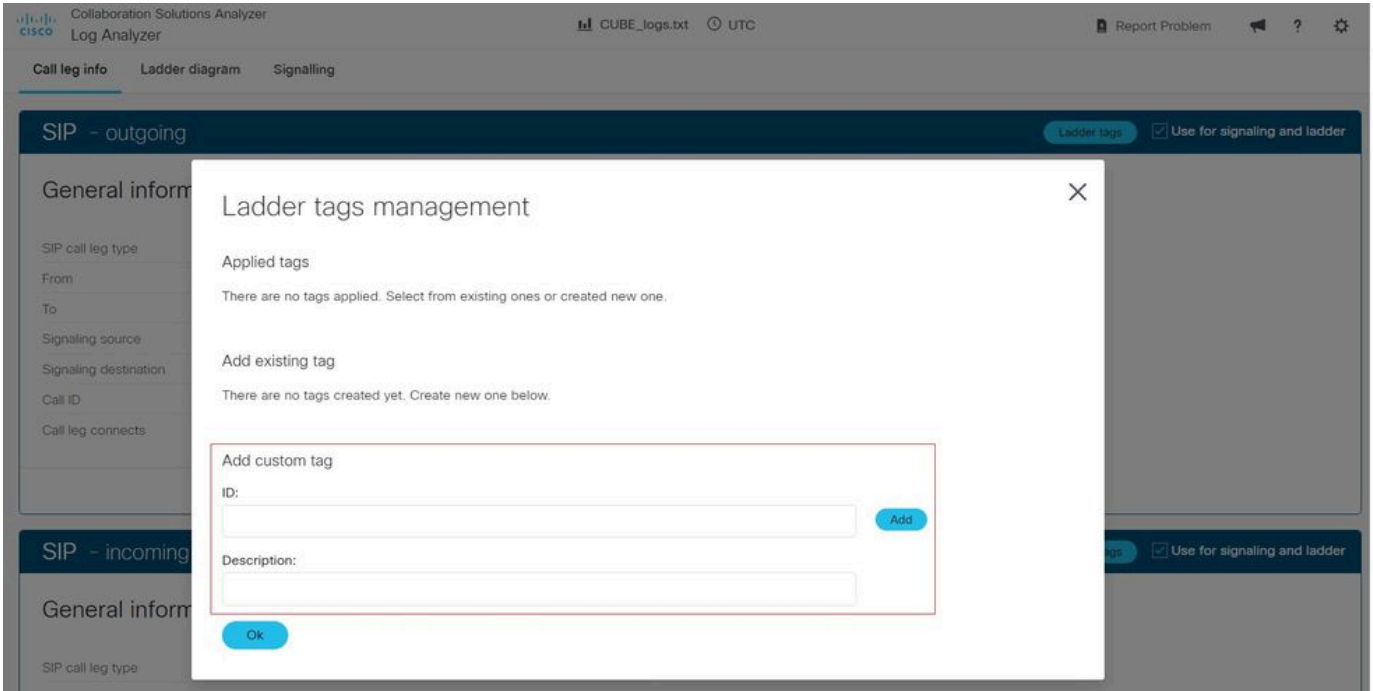 Collaboration Solutions Analyzer
CISCO
Log Analyzer
CUBE_logs.txt
UTC
Report Problem
?
Call leg info
Ladder diagram
Signalling
SIP - outgoing
Ladder tags
Use for signaling and ladder
General inform
SIP call leg type
From
To
Signaling source
Signaling destination
Call ID
Call leg connects
Ladder tags management
Applied tags
There are no tags applied. Select from existing ones or created new one.
Add existing tag
There are no tags created yet. Create new one below.
Add custom tag
ID:
Add
Description:
Ok
SIP - incoming
ags
Use for signaling and ladder
General inform
SIP call leg type